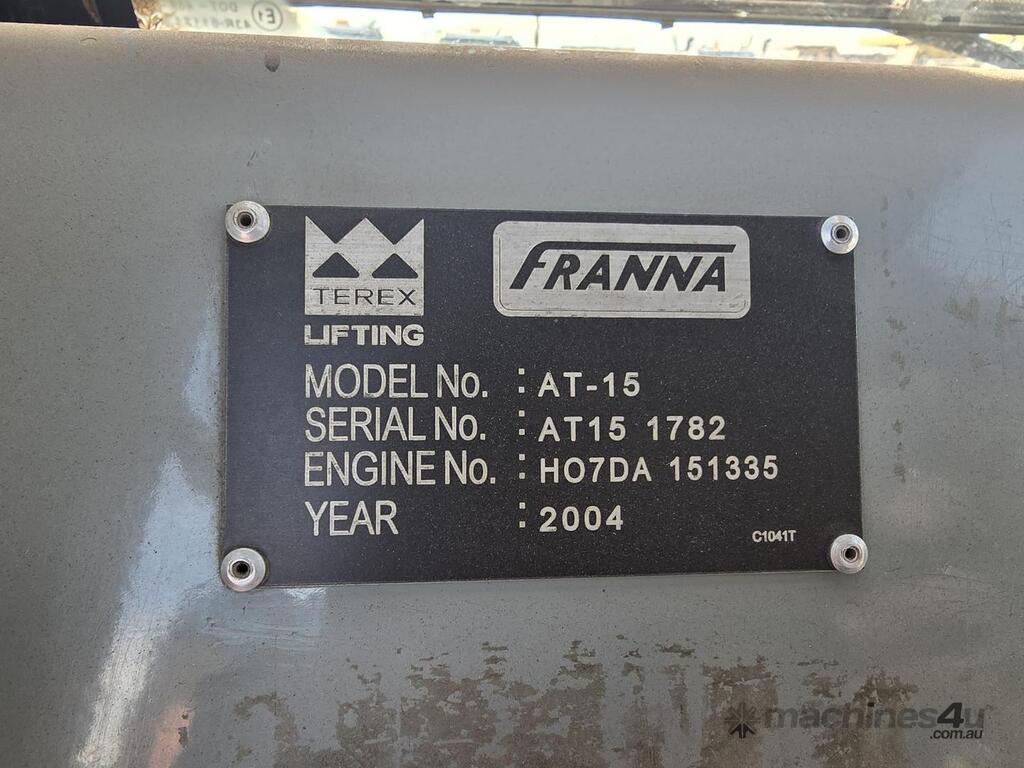 TEREX
LIFTING
FRANNA
MODEL No. : AT-15
SERIAL No. : AT15 1782
ENGINE No. : HO7DA 151335
YEAR : 2004
C1041T
machines4u
.com.au